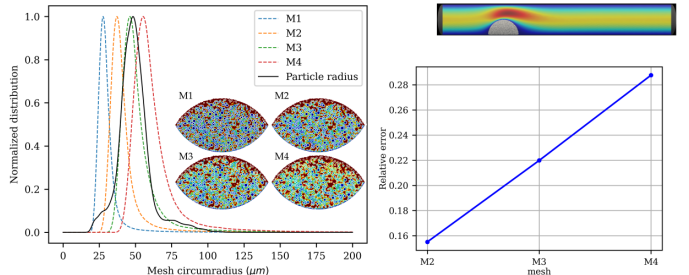 Normalized distribution
1.0
0.8
0.6
0.4
0.2
0.0
M1
M2
M3
M4
Particle radius
M1
M2
M3
M4
0
25
50
75
100
125
150
175
200
Mesh circumradius (μm)
Relative error
0.28
0.26
0.24
0.22
0.20
0.18
0.16
M2
M3
M4
mesh